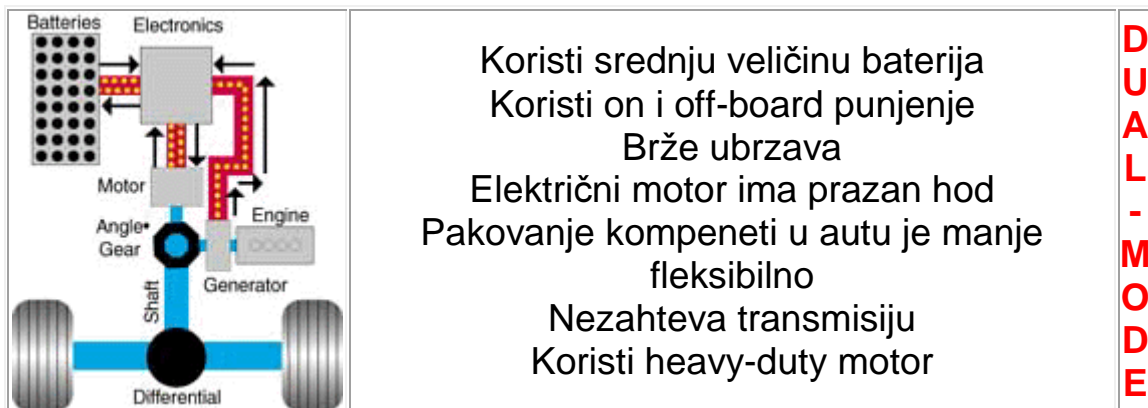 Batteries
Electronics
Motor
Angle
Gear
Engine
Generator
Shaft
Differential
Koristi srednju veličinu baterija
Koristi on i off-board punjenje
Brže ubrzava
Električni motor ima prazan hod
Pakovanje kompeneti u autu je manje
fleksibilno
Nezahteva transmisiju
Koristi heavy-duty motor
D
U
A
L
-
M
O
D
E